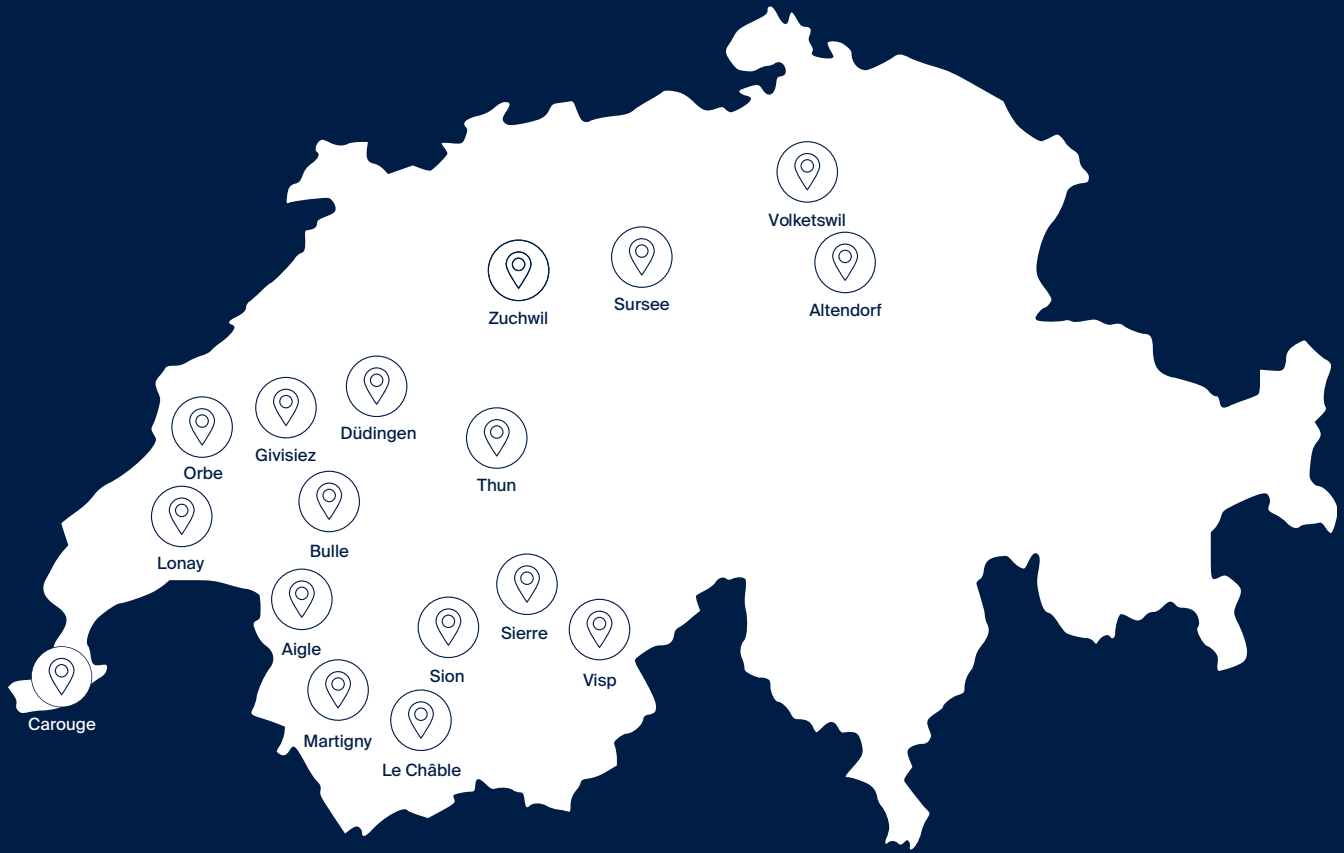 Volketswil
Altendorf
Sursee
Zuchwil
Düdingen
Givisiez
Orbe
Thun
Bulle
Lonay
Aigle
Sierre
Sion
Visp
Carouge
Martigny
Le Châble